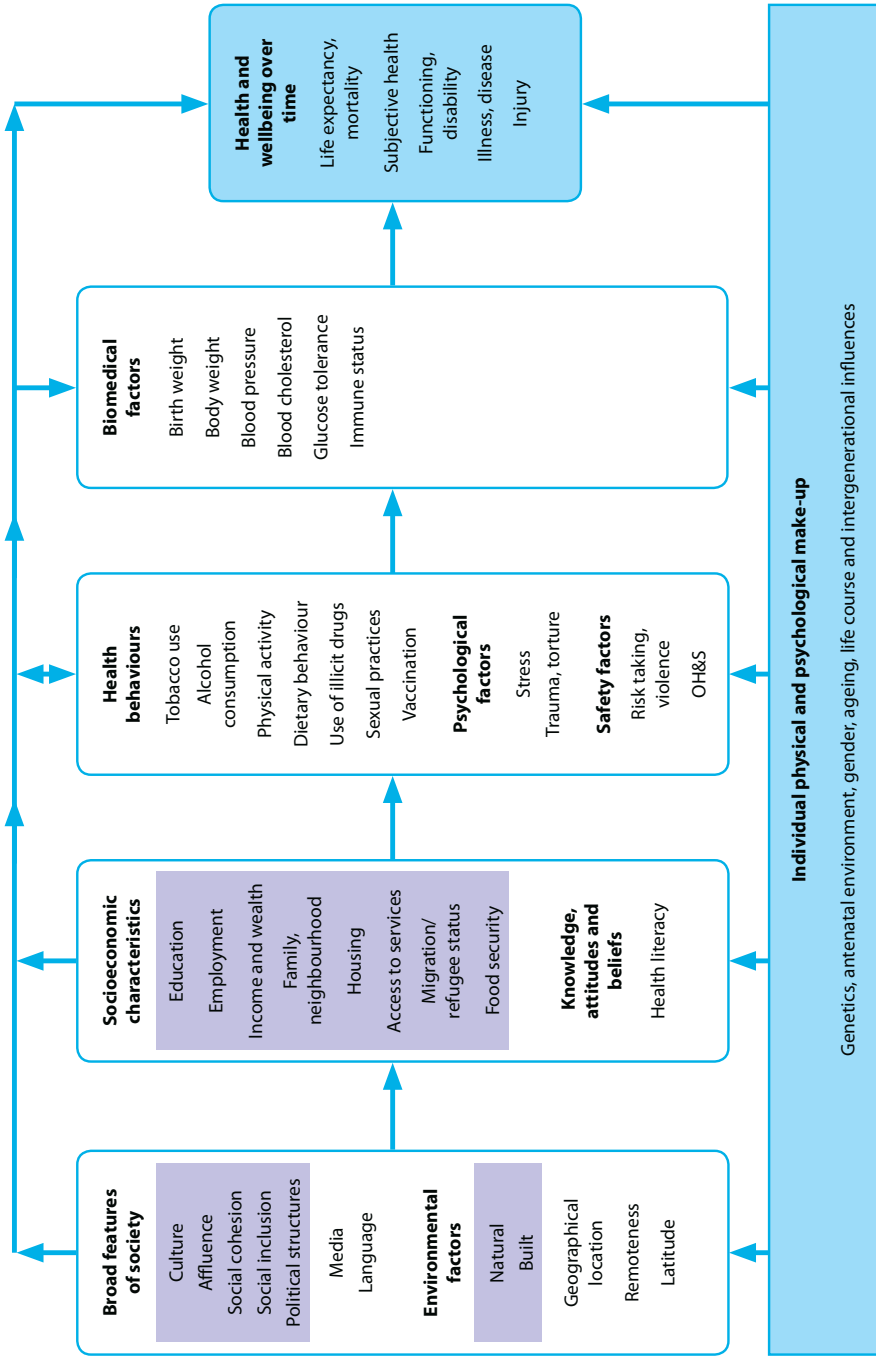 Broad features
of society
Culture
Affluence
Social cohesion
Social inclusion
Political structures
Media
Language
Environmental
factors
Natural
Built
Geographical
location
Remoteness
Latitude
Socioeconomic
characteristics
Education
Employment
Income and wealth
Family,
neighbourhood
Housing
Access to services
Migration/
refugee status
Food security
Knowledge,
attitudes and
beliefs
Health literacy
Health
behaviours
Tobacco use
Alcohol
consumption
Physical activity
Dietary behaviour
Use of illicit drugs
Sexual practices
Vaccination
Psychological
factors
Stress
Trauma, torture
Safety factors
Risk taking,
violence
OH&S
Biomedical
factors
Birth weight
Body weight
Blood pressure
Blood cholesterol
Glucose tolerance
Immune status
Health and
wellbeing over
time
Life expectancy,
mortality
Subjective health
Functioning,
disability
Illness, disease
Injury
Individual physical and psychological make-up
Genetics, antenatal environment, gender, ageing, life course and intergenerational influences